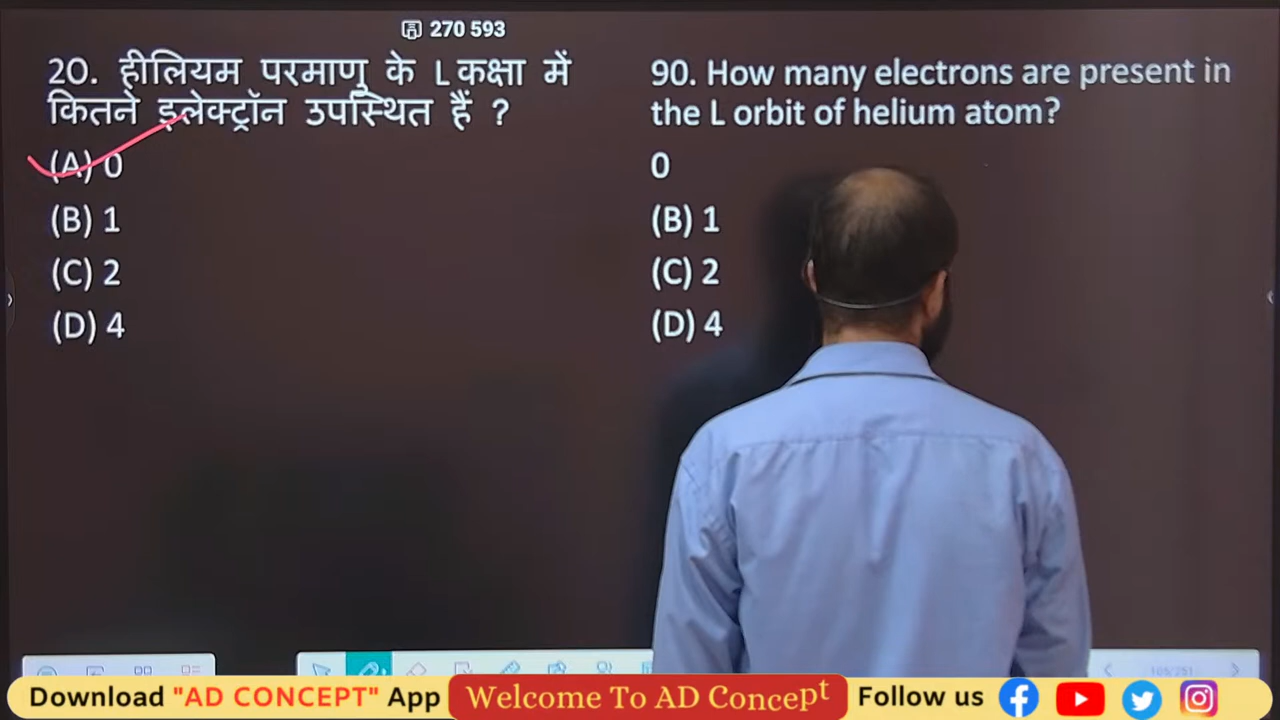 270 593
20. हीलियम परमाणु के L कक्षा में
कितने इलेक्ट्रॉन उपस्थित हैं ?
(A) 0
(B) 1
(C) 2
(D) 4
90. How many electrons are present in
the L orbit of helium atom?
0
(B) 1
(C) 2
(D) 4
Download "AD CONCEPT" App
Welcome To AD Concept
Follow us